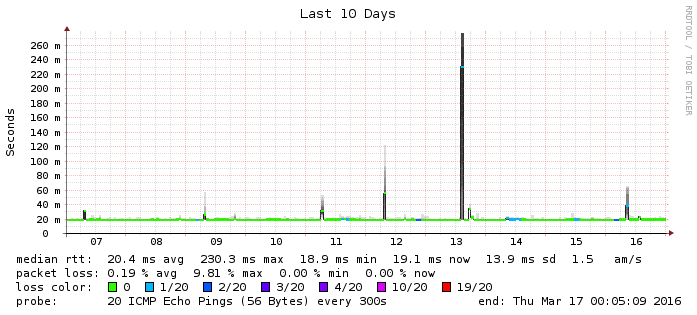 Last 10 Days
RRDTOOL / TOBI OETIKER
Seconds
260 m
240 m
220 m
200 m
180 m
160 m
140 m
120 m
100 m
80 m
60 m
40 m
20 m
0
07 08 09 10 11 12 13 14 15 16
median rtt: 20.4 ms avg 230.3 ms max 18.9 ms min 19.1 ms now 13.9 ms sd 1.5 am/s
packet loss: 0.19 % avg 9.81 % max 0.00 % min 0.00 % now
loss color: 0 1/20 2/20 3/20 4/20 10/20 19/20
probe: 20 ICMP Echo Pings (56 Bytes) every 300s end: Thu Mar 17 00:05:09 2016